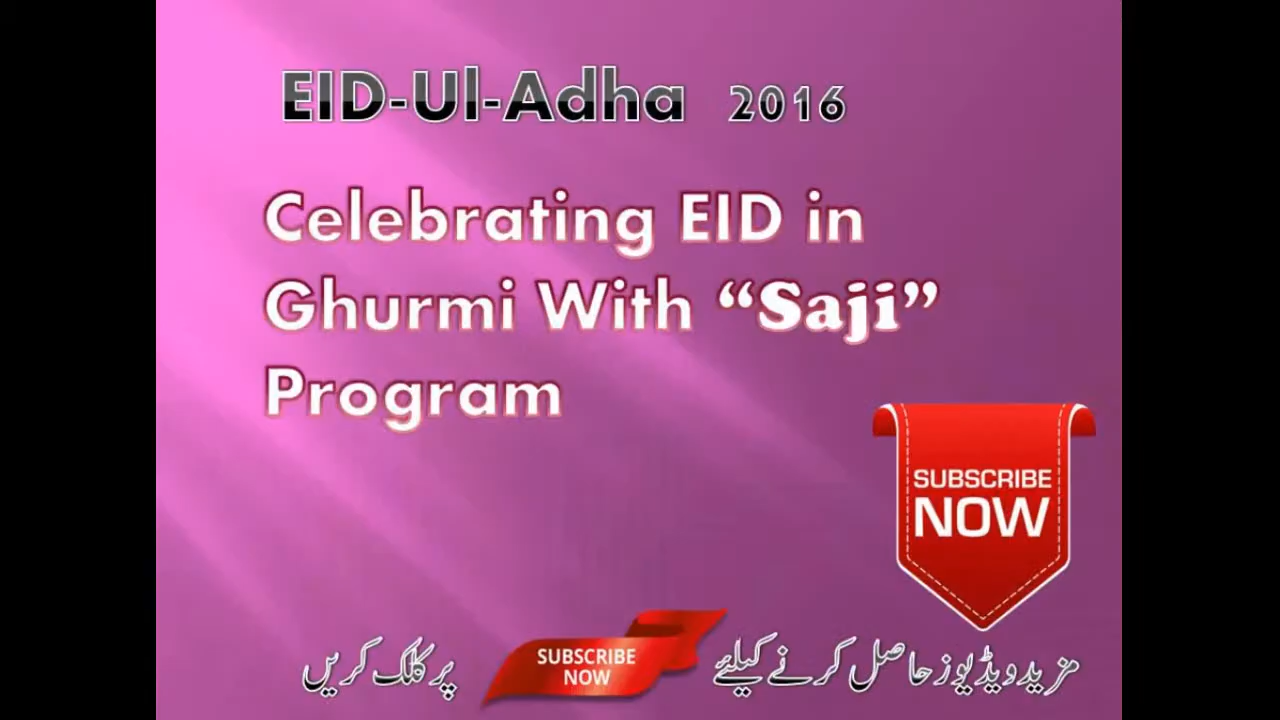 EID-Ul-Adha 2016
Celebrating EID in
Ghurmi With “Saji”
Program
SUBSCRIBE
NOW
مزید ویڈیوز حاصل کرنے کیلئے
SUBSCRIBE
NOW
پر کلک کریں